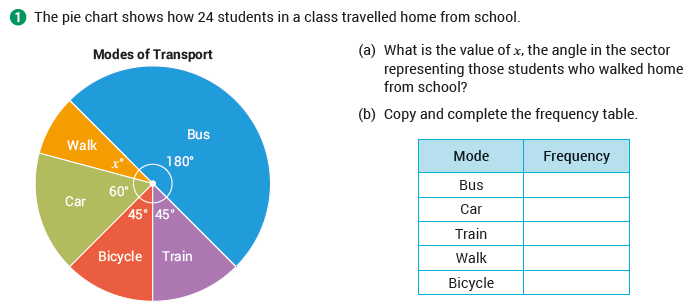 1 The pie chart shows how 24 students in a class travelled home from school.
Modes of Transport
Bus
180°
Walk
x°
Car
60°
45° 45°
Bicycle Train
(a) What is the value of x, the angle in the sector
representing those students who walked home
from school?
(b) Copy and complete the frequency table.
Mode Frequency
Bus
Car
Train
Walk
Bicycle